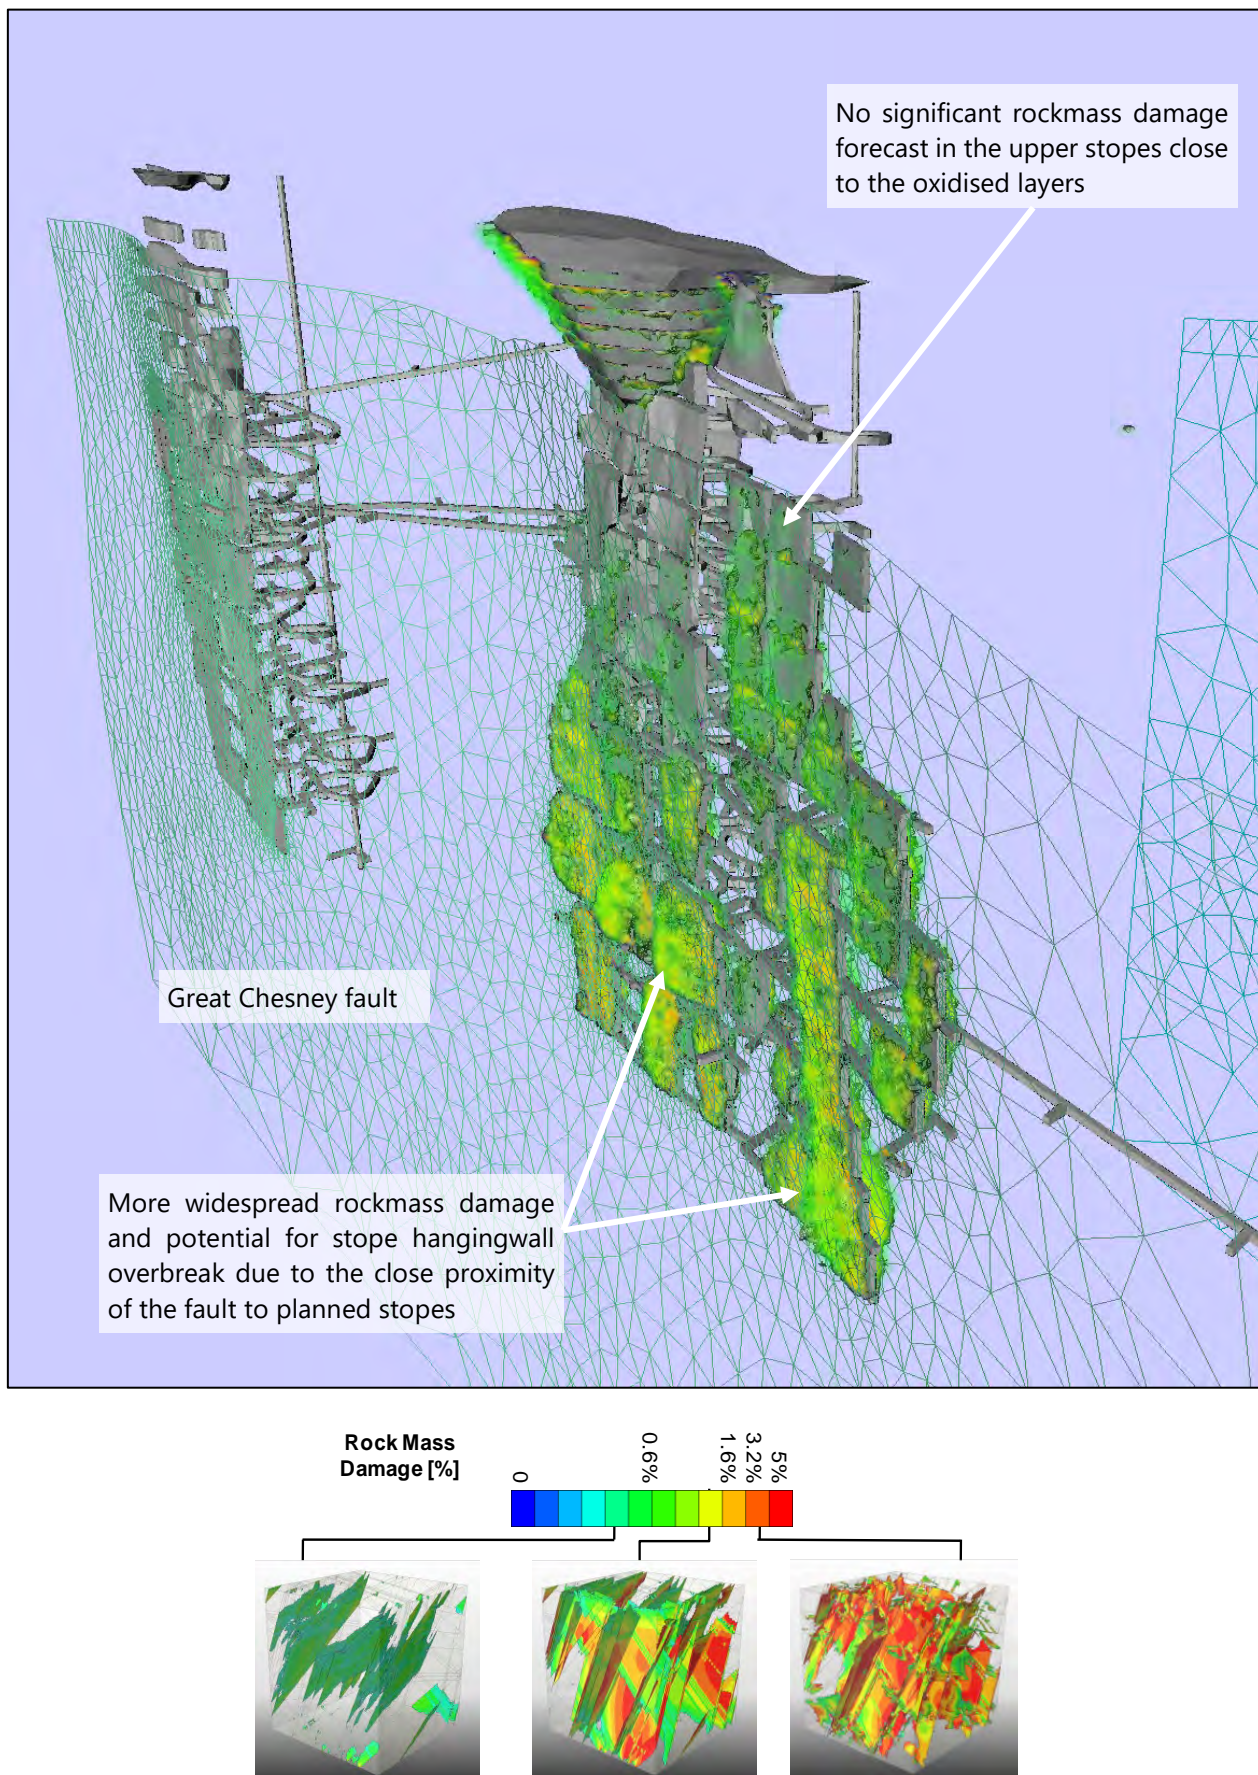 No significant rockmass damage
forecast in the upper stopes close
to the oxidised layers
Great Chesney fault
More widespread rockmass damage
and potential for stope hangingwall
overbreak due to the close proximity
of the fault to planned stopes
Rock Mass
Damage [%]
0
0.6%
1.6%
3.2%
5%